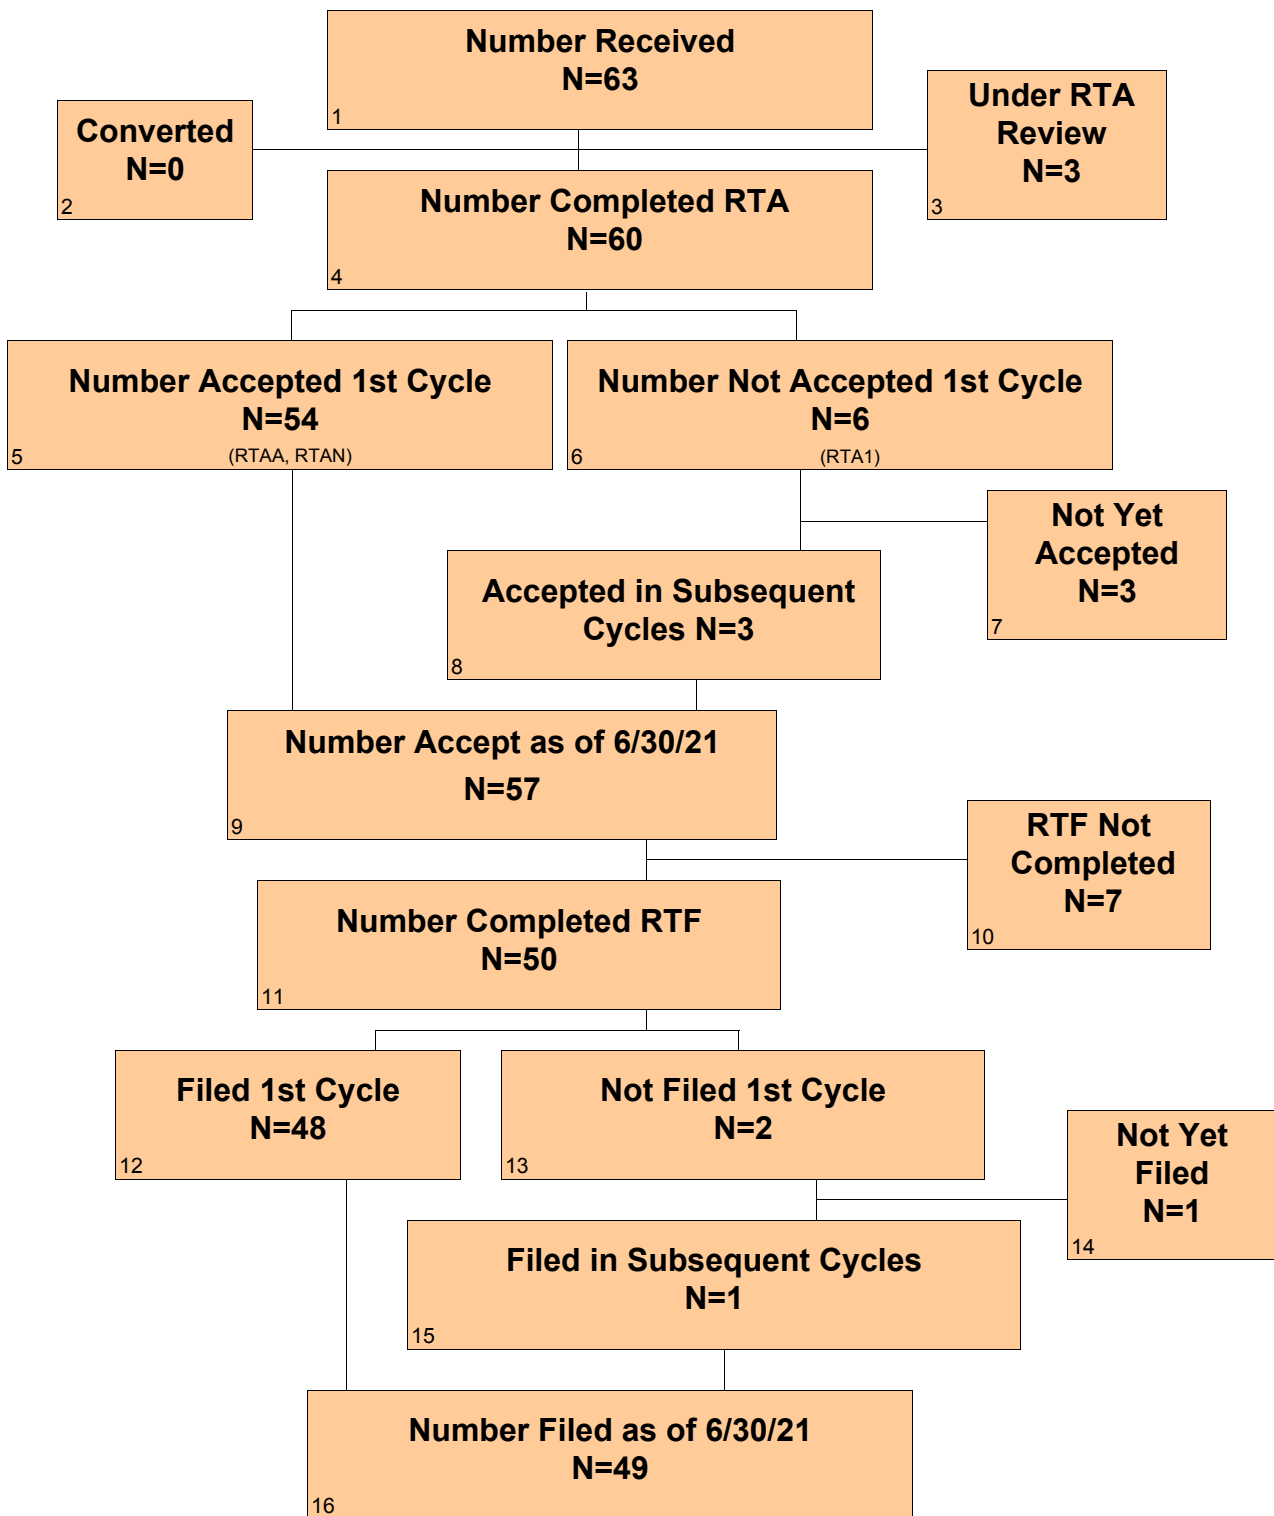 Number Received
N=63
1
Converted
N=0
2
Under RTA
Review
N=3
3
Number Completed RTA
N=60
4
Number Accepted 1st Cycle
N=54
(RTAA, RTAN)
5
Number Not Accepted 1st Cycle
N=6
(RTA1)
6
Not Yet
Accepted
N=3
7
Accepted in Subsequent
Cycles N=3
8
Number Accept as of 6/30/21
N=57
9
RTF Not
Completed
N=7
10
Number Completed RTF
N=50
11
Filed 1st Cycle
N=48
12
Not Filed 1st Cycle
N=2
13
Not Yet
Filed
N=1
14
Filed in Subsequent Cycles
N=1
15
Number Filed as of 6/30/21
N=49
16